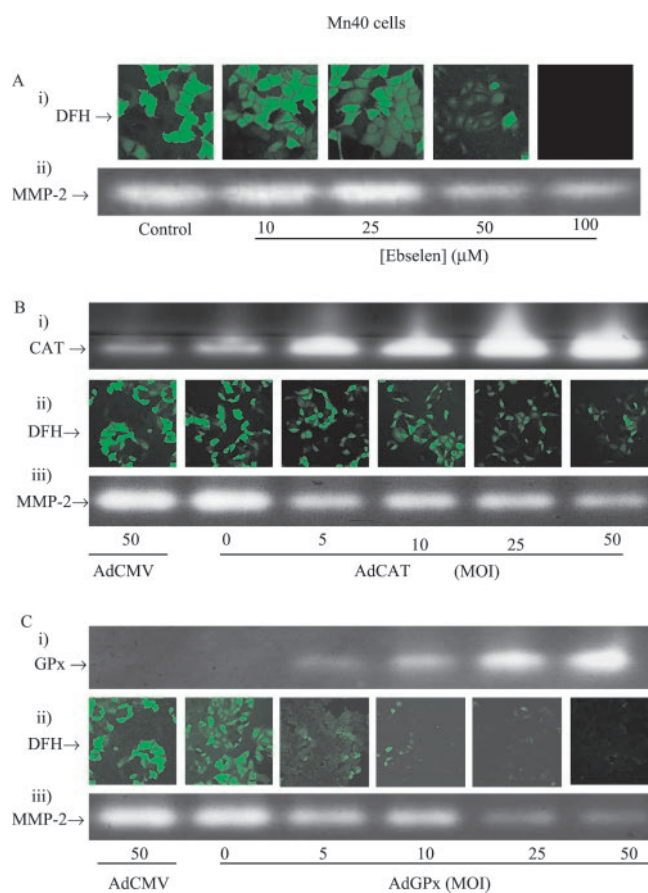 Mn40 cells
A
i)
DFH →
ii)
MMP-2 →
Control 10 25 50 100
[Ebselen] (µM)
B
i)
CAT →
ii)
DFH→
iii)
MMP-2→
50 0 5 10 25 50
AdCMV AdCAT (MOI)
C
i)
GPx →
ii)
DFH→
iii)
MMP-2→
50 0 5 10 25 50
AdCMV AdGPx (MOI)